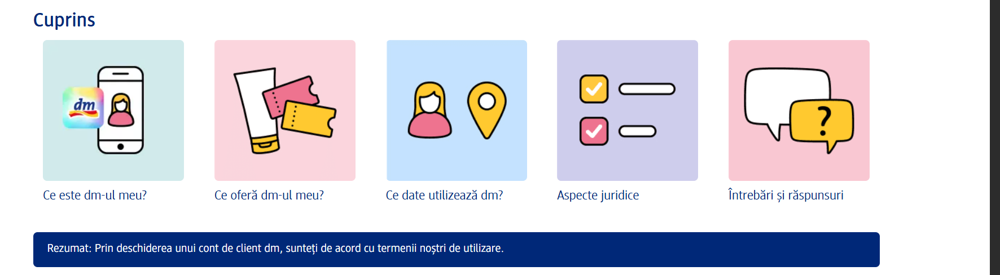 Cuprins
dm
?
Ce este dm-ul meu?
Ce oferă dm-ul meu?
Ce date utilizează dm?
Aspecte juridice
Întrebări și răspunsuri
Rezumat: Prin deschiderea unui cont de client dm, sunteți de acord cu termenii noștri de utilizare.